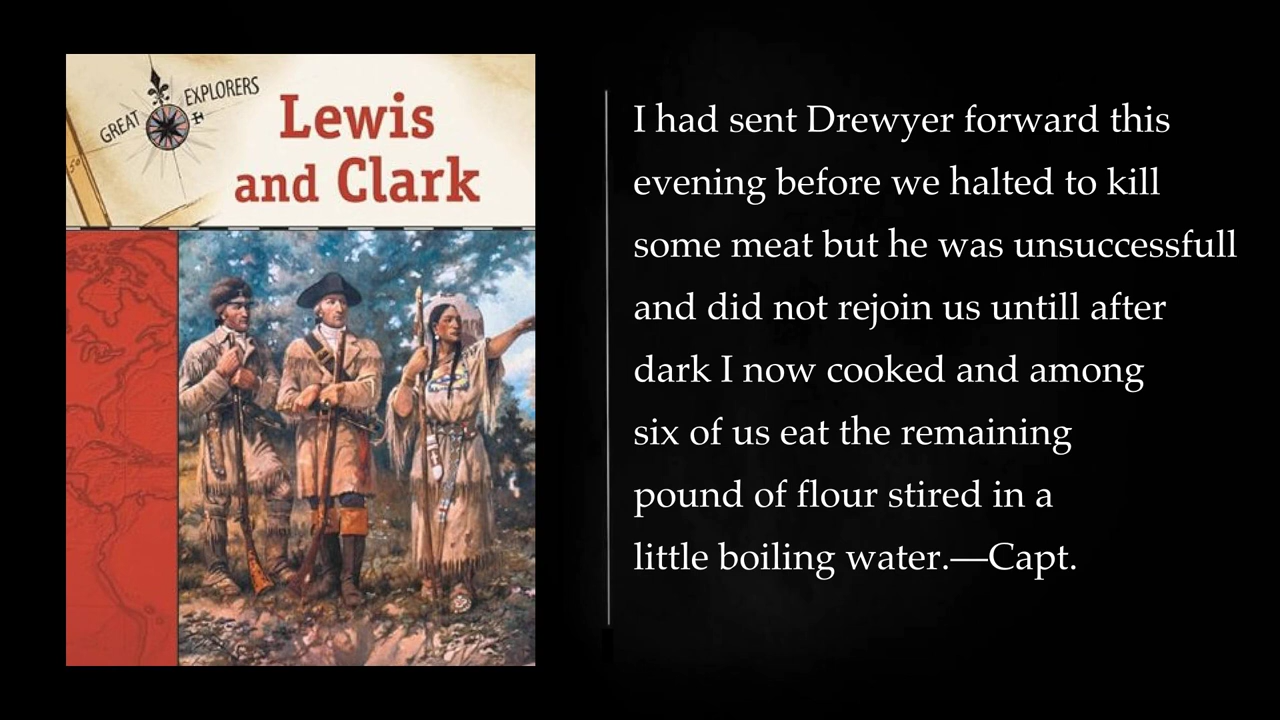 GREAT EXPLORERS
Lewis
and Clark
50
I had sent Drewyer forward this
evening before we halted to kill
some meat but he was unsuccessfull
and did not rejoin us untill after
dark I now cooked and among
six of us eat the remaining
pound of flour stired in a
little boiling water.—Capt.